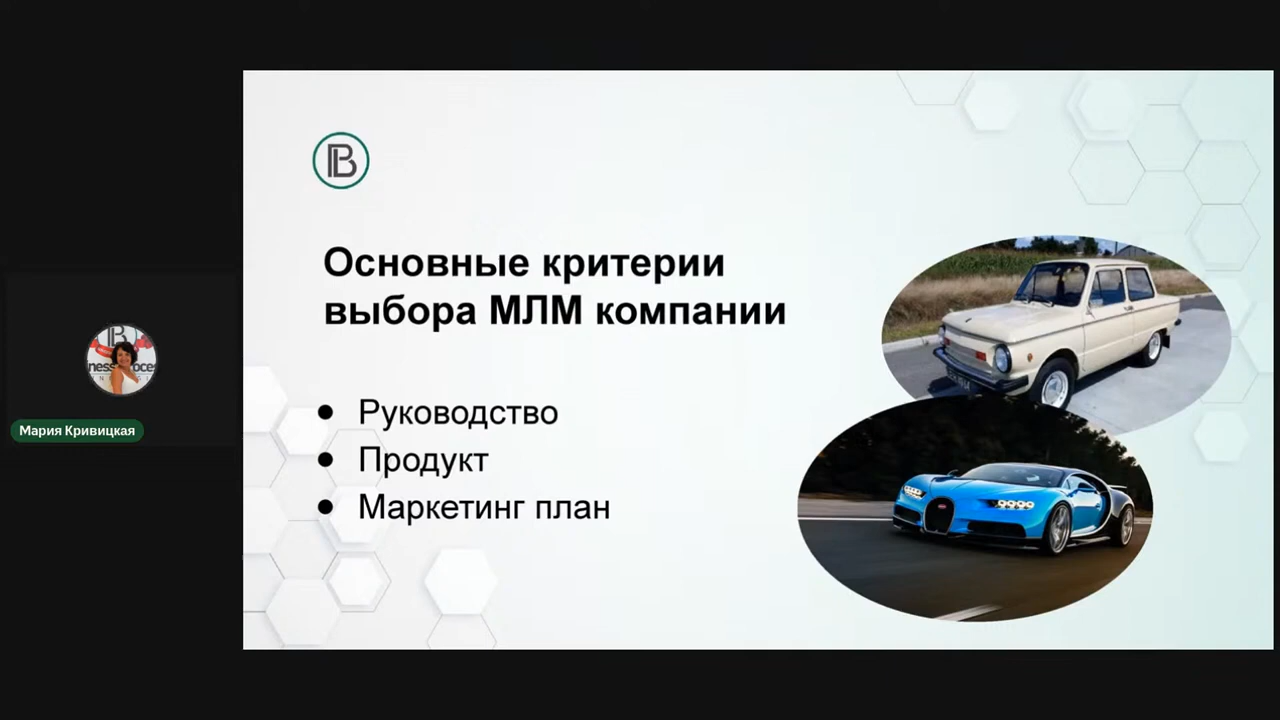 B
Основные критерии
выбора МЛМ компании
Руководство
Продукт
Маркетинг план
Мария Кривицкая